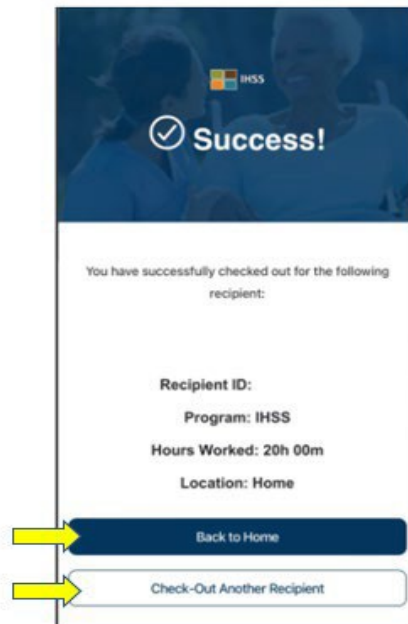 IHSS
Success!
You have successfully checked out for the following
recipient:
Recipient ID:
Program: IHSS
Hours Worked: 20h 00m
Location: Home
Back to Home
Check-Out Another Recipient